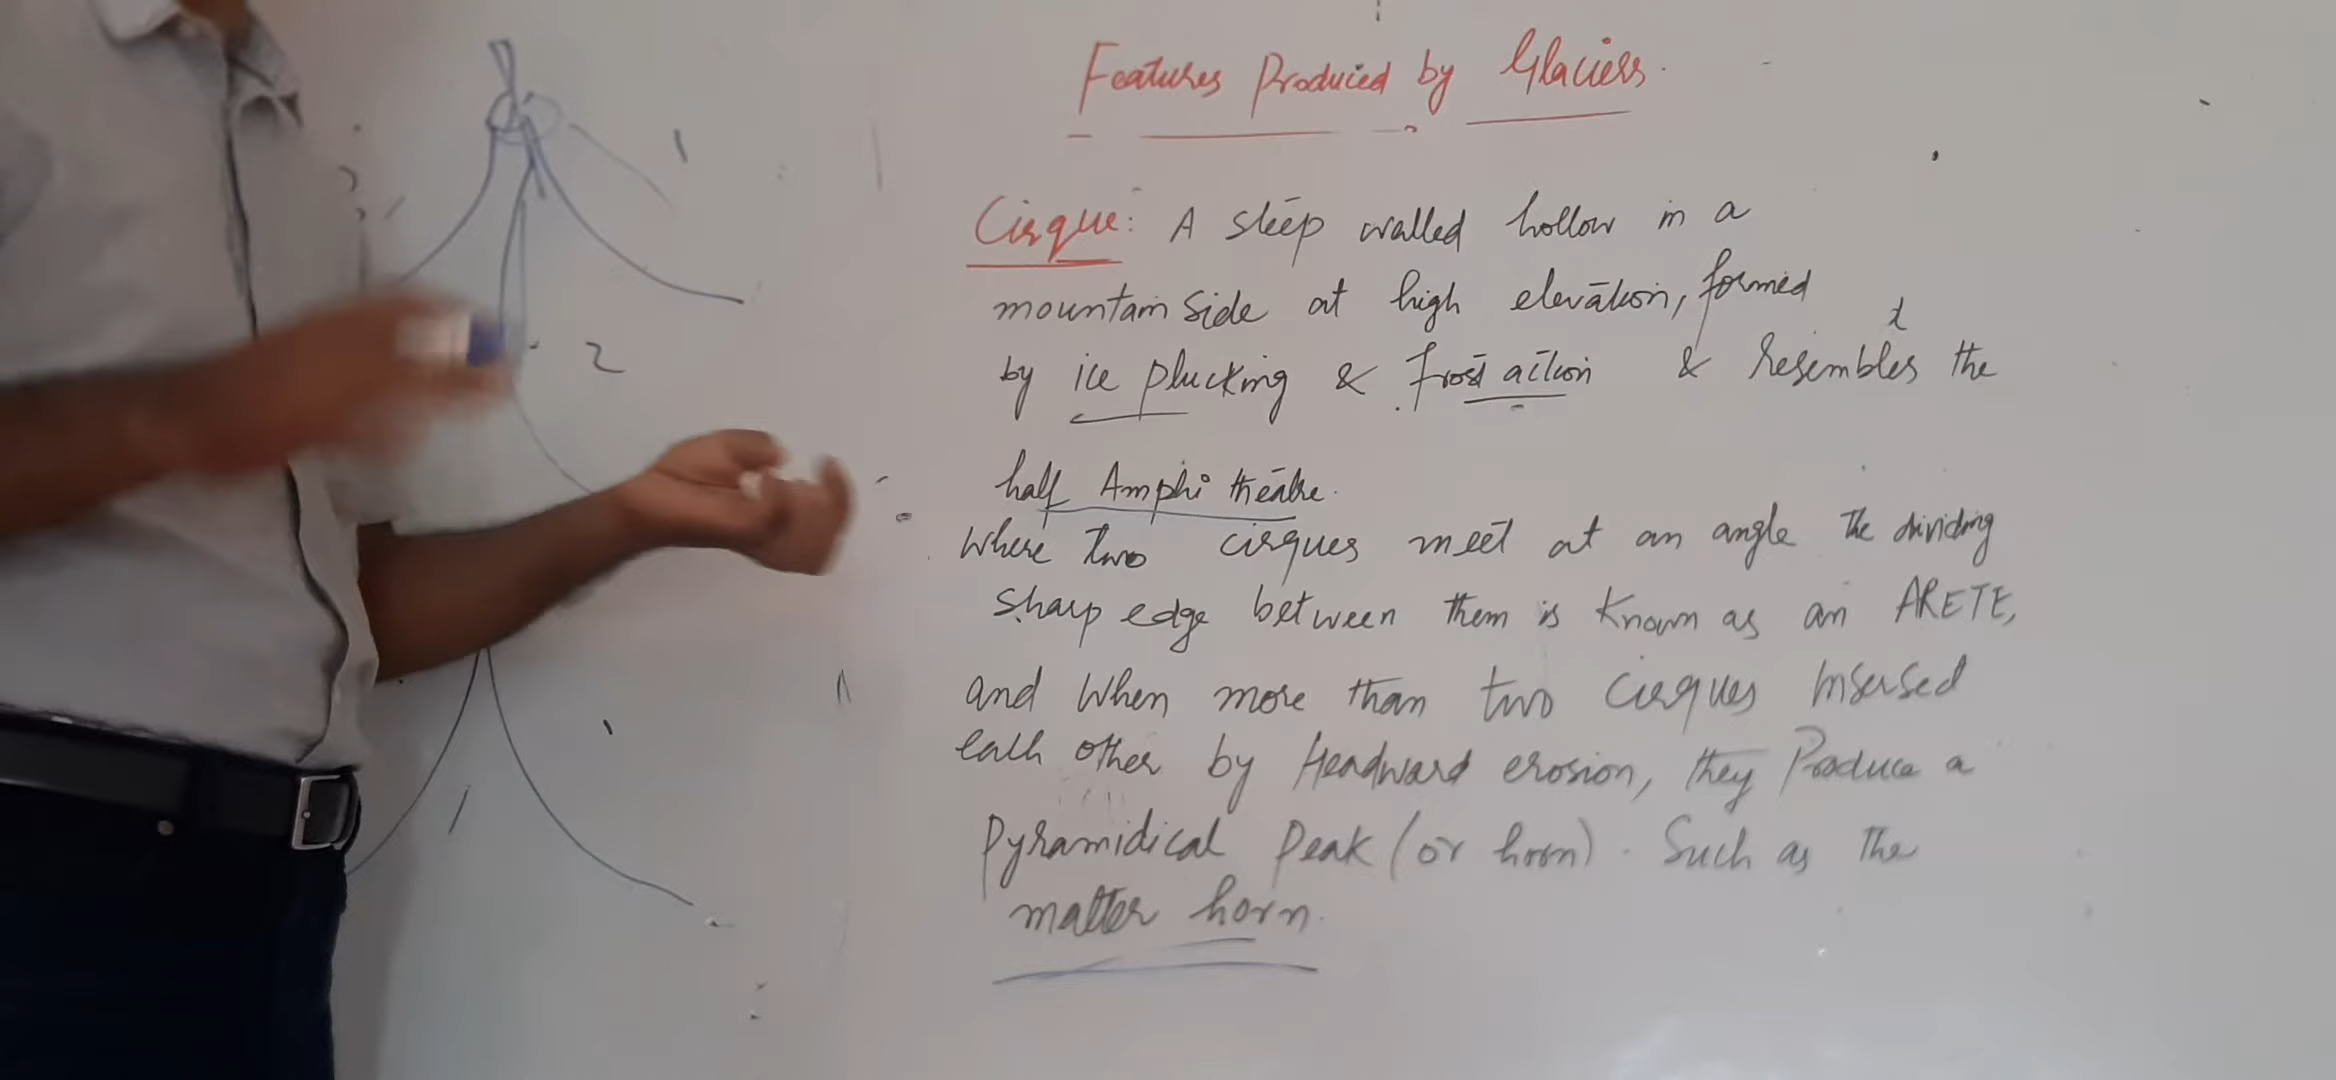 Features Produced by Glaciers.
Cirque: A steep walled hollow in a
mountain side at high elevation, formed
by ice plucking & frost action & resembles the
half Amphi theatre.
Where two cirques meet at an angle the dividing
sharp edge between them is known as an ARETE,
and When more than two cirques Insersed
each other by Headward erosion, they Produce a
Pyramidical Peak (or horn). Such as the
matter horn.
2